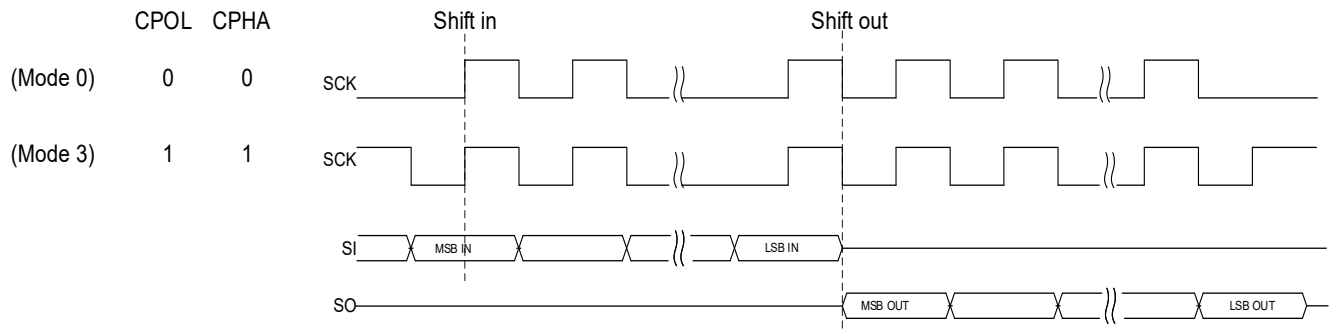 CPOL CPHA Shift in Shift out
(Mode 0) 0 0 SCK
(Mode 3) 1 1 SCK
SI MSB IN LSB IN
SO MSB OUT LSB OUT